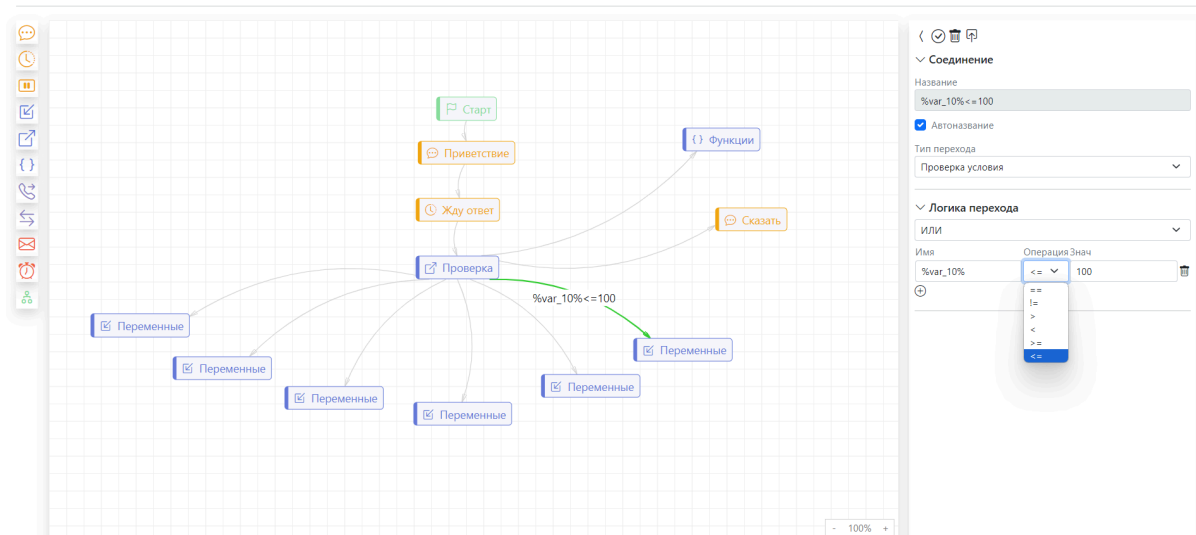 Старт
{} Функции
Приветствие
Жду ответ
Сказать
Проверка
%var_10%<=100
Переменные
Переменные
Переменные
Переменные
Переменные
Переменные
- 100% +
Соединение
Название
%var_10%<=100
Автоназвание
Тип перехода
Проверка условия
Логика перехода
ИЛИ
Имя Операция Знач
%var_10% <= 100
==
!=
>
<
>=
<=